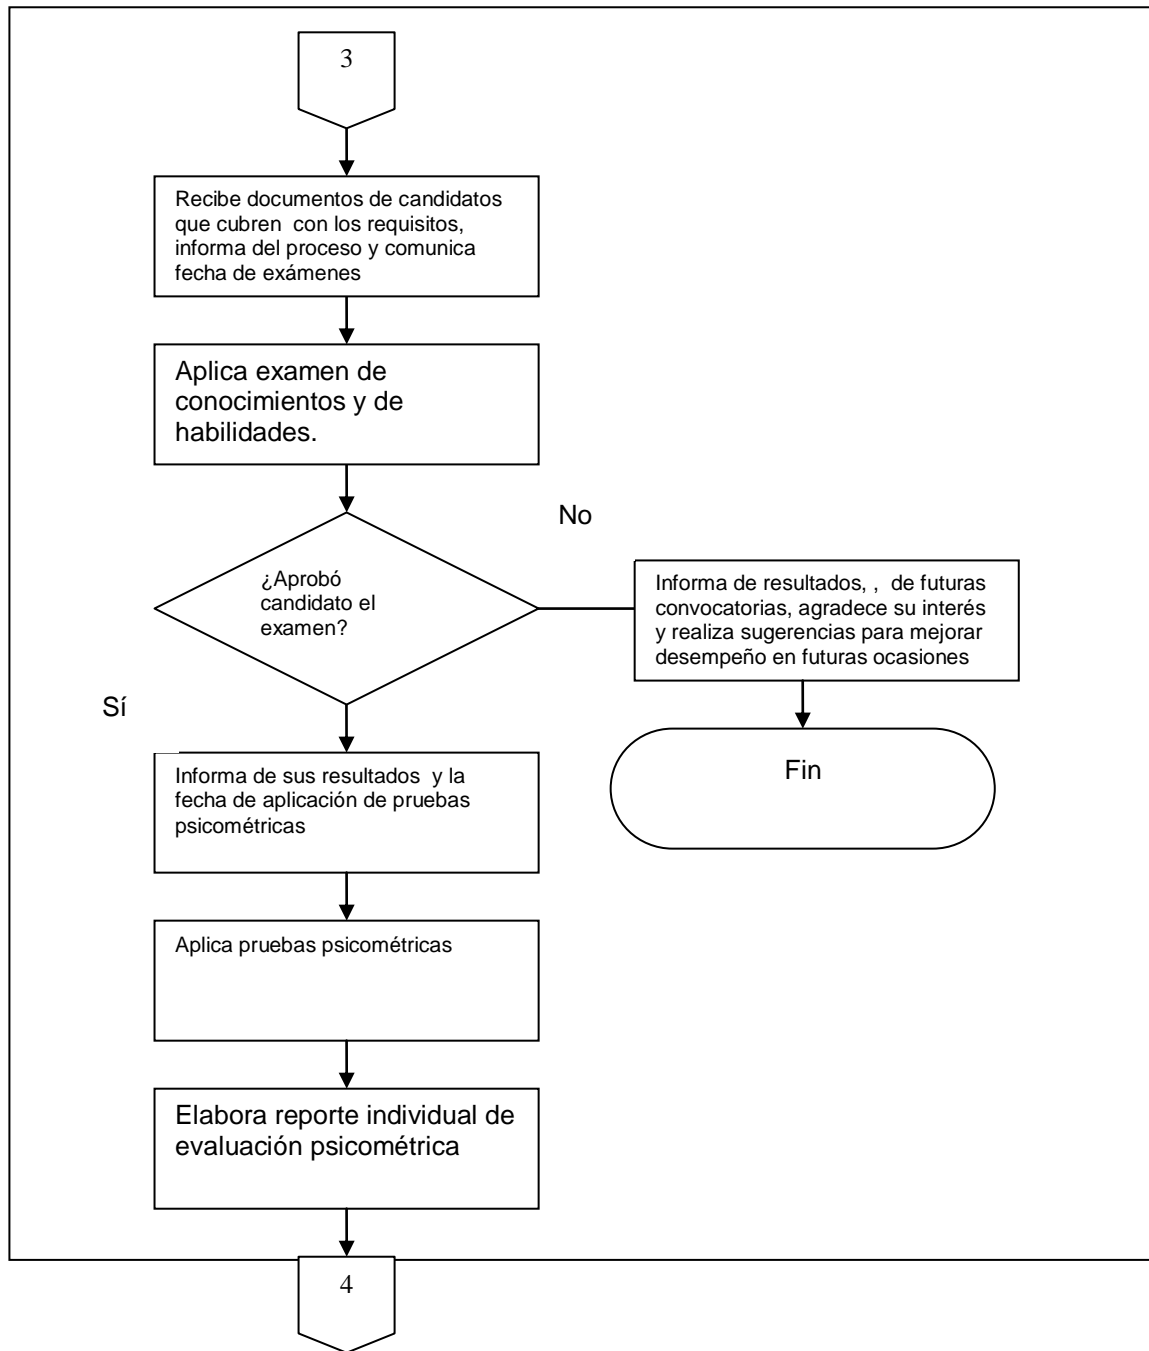 3
Recibe documentos de candidatos
que cubren  con los requisitos,
informa del proceso y comunica
fecha de exámenes
Aplica examen de
conocimientos y de
habilidades.
No
¿Aprobó
candidato el
examen?
Informa de resultados, ,  de futuras
convocatorias, agradece su interés
y realiza sugerencias para mejorar
desempeño en futuras ocasiones
Sí
Fin
Informa de sus resultados  y la
fecha de aplicación de pruebas
psicométricas
Aplica pruebas psicométricas
Elabora reporte individual de
evaluación psicométrica
4